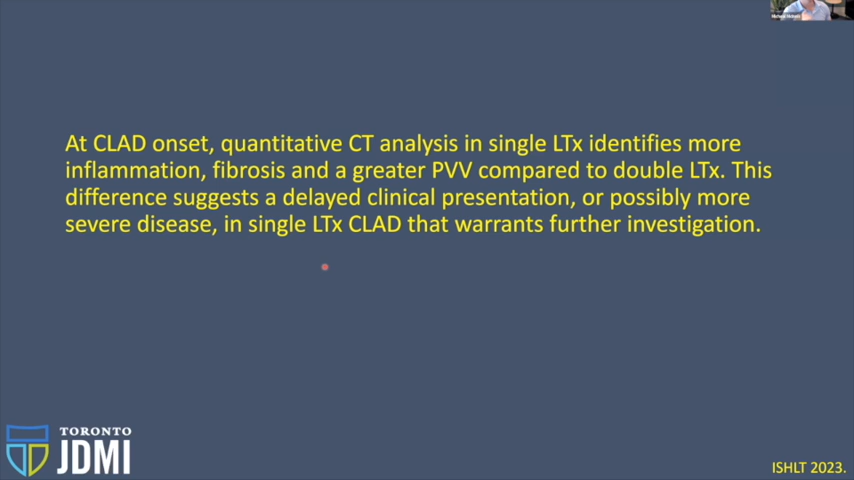 At CLAD onset, quantitative CT analysis in single LTx identifies more
inflammation, fibrosis and a greater PVV compared to double LTx. This
difference suggests a delayed clinical presentation, or possibly more
severe disease, in single LTx CLAD that warrants further investigation.
TORONTO
JDMI
ISHLT 2023.